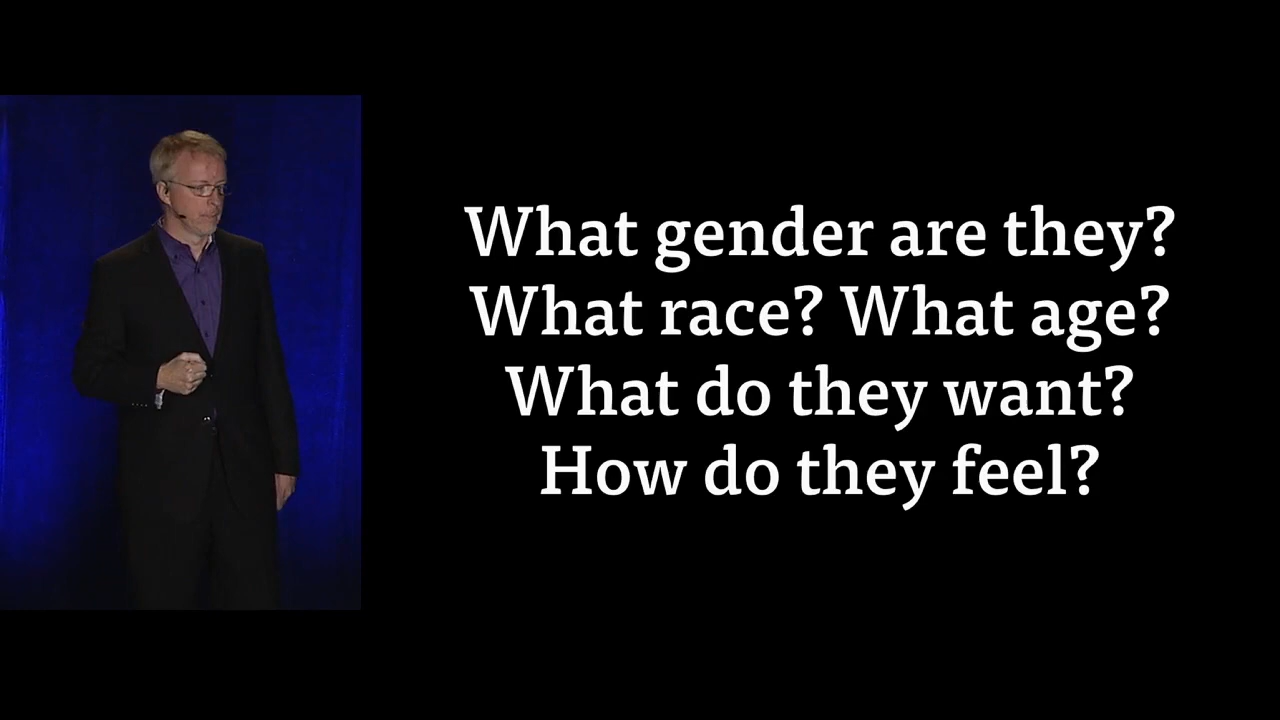 What gender are they?
What race? What age?
What do they want?
How do they feel?